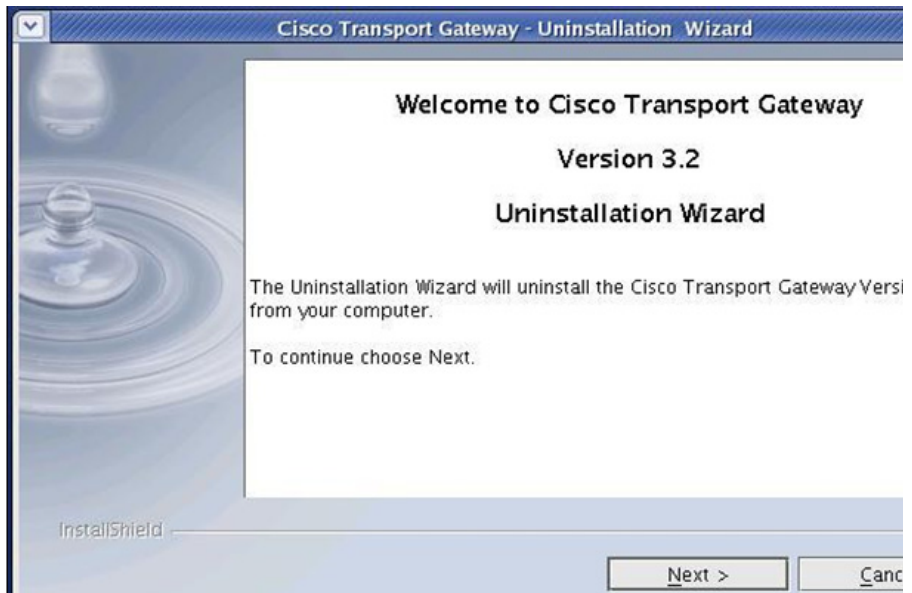 Cisco Transport Gateway - Uninstallation Wizard
Welcome to Cisco Transport Gateway
Version 3.2
Uninstallation Wizard
The Uninstallation Wizard will uninstall the Cisco Transport Gateway Versi
from your computer.
To continue choose Next.
InstallShield
Next >
Canc